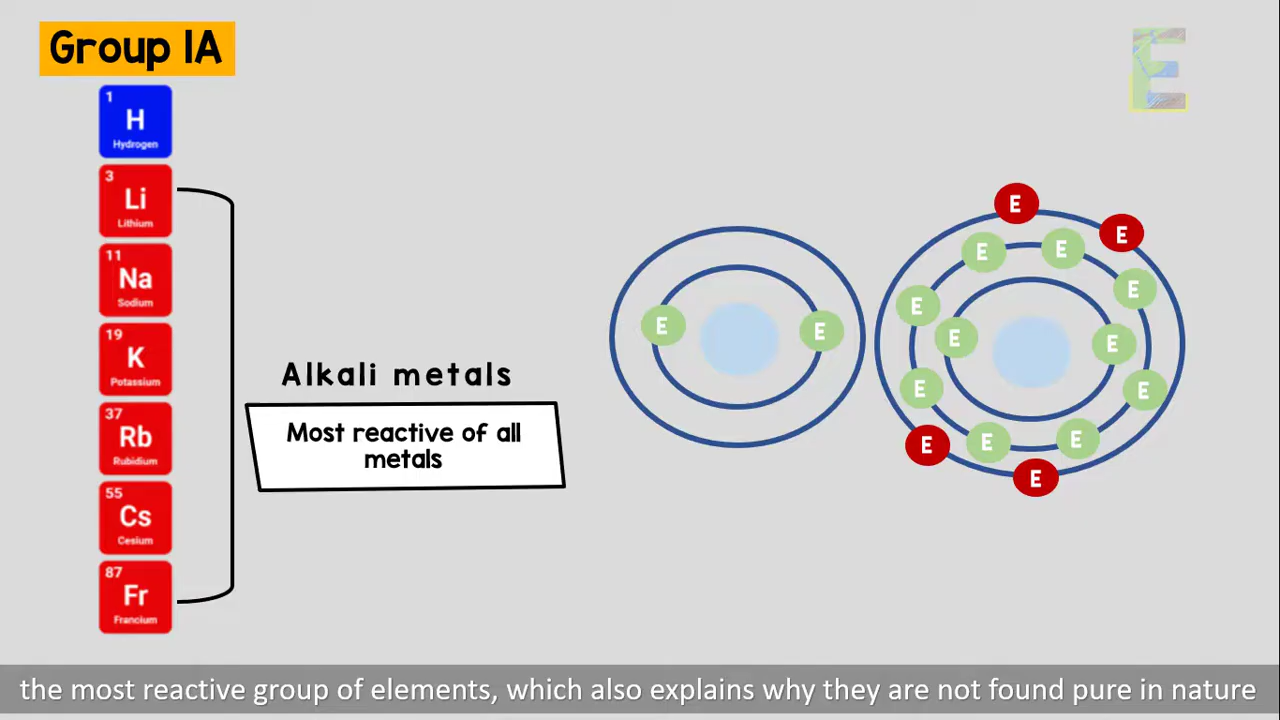 Group 1A
E
1
H
Hydrogen
3
Li
Lithium
11
Na
Sodium
19
K
Potassium
37
Rb
Rubidium
55
Cs
Cesium
87
Fr
Francium
Alkali metals
Most reactive of all
metals
E E
E E
E E
E E
E E
E E
E E
E E
the most reactive group of elements, which also explains why they are not found pure in nature